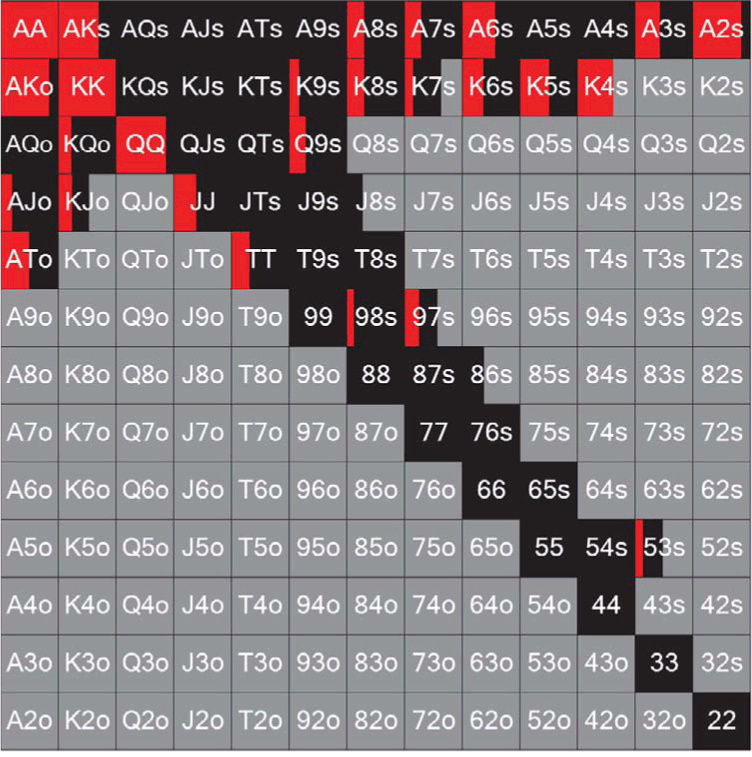 AA AKs AQs AJs ATs A9s A8s A7s A6s A5s A4s A3s A2s
AKo KK KQs KJs KTs K9s K8s K7s K6s K5s K4s K3s K2s
AQo KQo QQ QJs QTs Q9s Q8s Q7s Q6s Q5s Q4s Q3s Q2s
AJo KJo QJo JJ JTs J9s J8s J7s J6s J5s J4s J3s J2s
ATo KTo QTo JTo TT T9s T8s T7s T6s T5s T4s T3s T2s
A9o K9o Q9o J9o T9o 99 98s 97s 96s 95s 94s 93s 92s
A8o K8o Q8o J8o T8o 98o 88 87s 86s 85s 84s 83s 82s
A7o K7o Q7o J7o T7o 97o 87o 77 76s 75s 74s 73s 72s
A6o K6o Q6o J6o T6o 96o 86o 76o 66 65s 64s 63s 62s
A5o K5o Q5o J5o T5o 95o 85o 75o 65o 55 54s 53s 52s
A4o K4o Q4o J4o T4o 94o 84o 74o 64o 54o 44 43s 42s
A3o K3o Q3o J3o T3o 93o 83o 73o 63o 53o 43o 33 32s
A2o K2o Q2o J2o T2o 92o 82o 72o 62o 52o 42o 32o 22